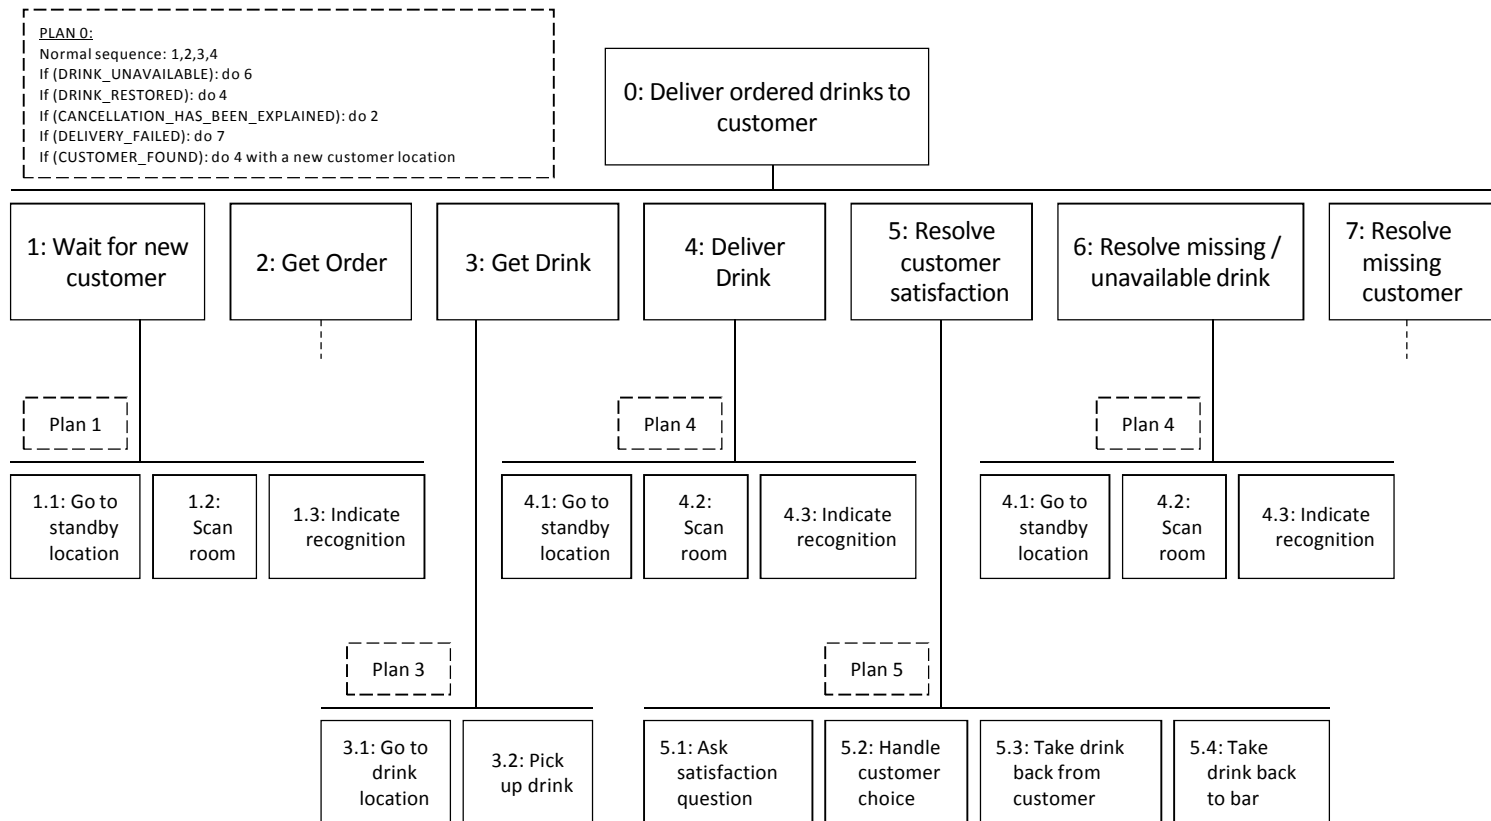 PLAN 0:
Normal sequence: 1,2,3,4
If (DRINK_UNAVAILABLE): do 6
If (DRINK_RESTORED): do 4
If (CANCELLATION_HAS_BEEN_EXPLAINED): do 2
If (DELIVERY_FAILED): do 7
If (CUSTOMER_FOUND): do 4 with a new customer location
0: Deliver ordered drinks to
customer
1: Wait for new
customer
2: Get Order
3: Get Drink
4: Deliver
Drink
5: Resolve
customer
satisfaction
6: Resolve missing /
unavailable drink
7: Resolve
missing
customer
Plan 1
Plan 4
Plan 4
1.1: Go to
standby
location
1.2:
Scan
room
1.3: Indicate
recognition
4.1: Go to
standby
location
4.2:
Scan
room
4.3: Indicate
recognition
4.1: Go to
standby
location
4.2:
Scan
room
4.3: Indicate
recognition
Plan 3
Plan 5
3.1: Go to
drink
location
3.2: Pick
up drink
5.1: Ask
satisfaction
question
5.2: Handle
customer
choice
5.3: Take drink
back from
customer
5.4: Take
drink back
to bar